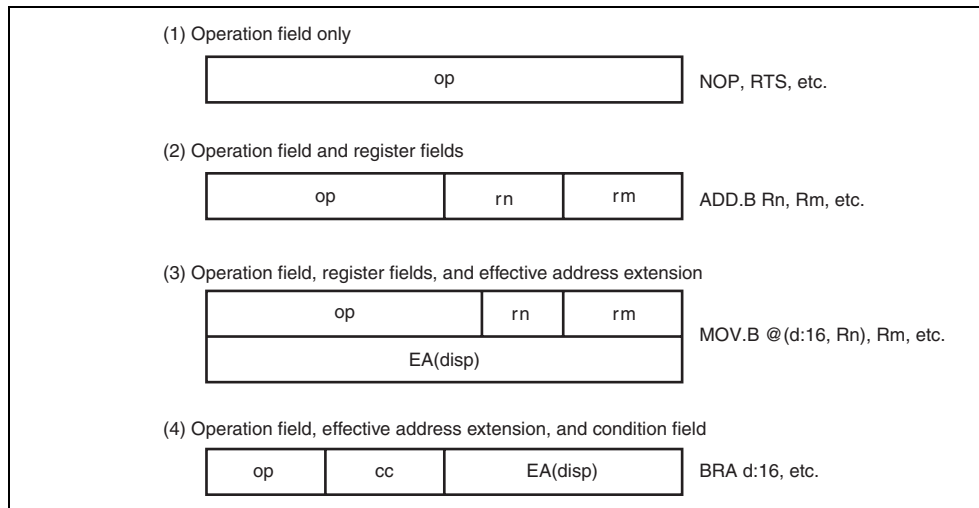 (1) Operation field only
op
NOP, RTS, etc.
(2) Operation field and register fields
op rn rm
ADD.B Rn, Rm, etc.
(3) Operation field, register fields, and effective address extension
op rn rm
MOV.B @(d:16, Rn), Rm, etc.
EA(disp)
(4) Operation field, effective address extension, and condition field
op cc EA(disp)
BRA d:16, etc.